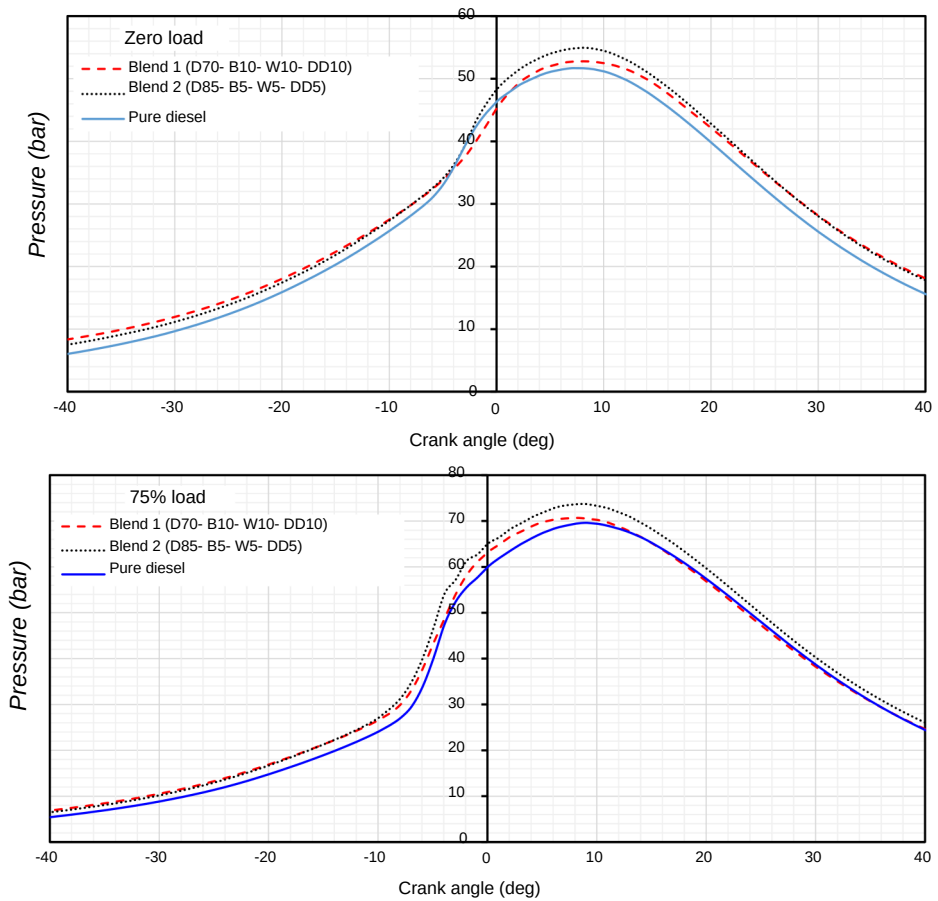 60
Zero load
Blend 1 (D70- B10- W10- DD10)
Blend 2 (D85- B5- W5- DD5)
Pure diesel
50
40
30
20
10
0
Pressure (bar)
-40 -30 -20 -10 0 10 20 30 40
Crank angle (deg)
80
75% load
Blend 1 (D70- B10- W10- DD10)
Blend 2 (D85- B5- W5- DD5)
Pure diesel
70
60
50
40
30
20
10
0
Pressure (bar)
-40 -30 -20 -10 0 10 20 30 40
Crank angle (deg)